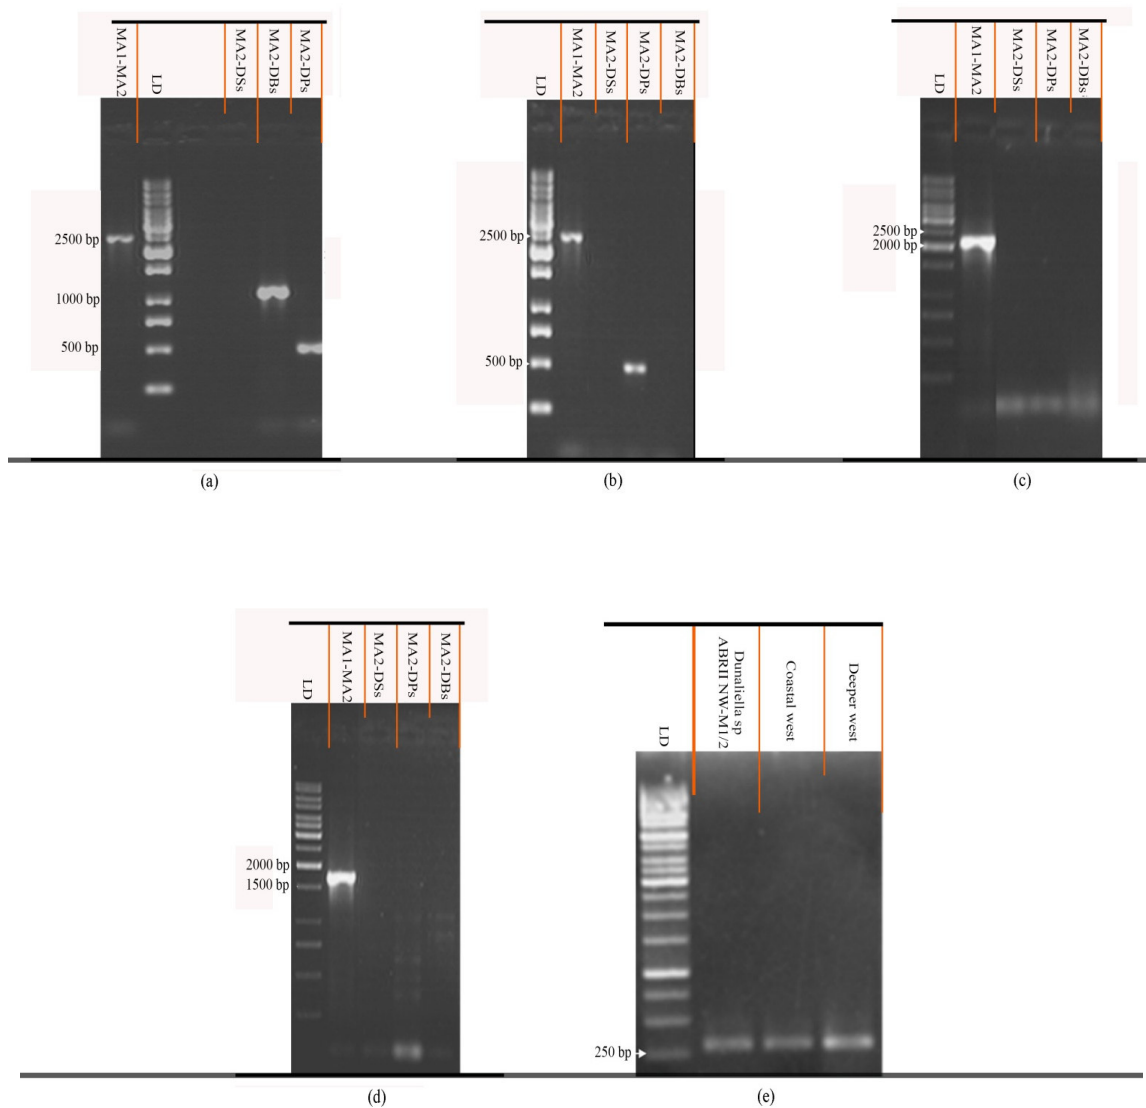 MA1-MA2
LD
MA2-DSs
MA2-DBs
MA2-DPs
2500 bp
1000 bp
500 bp
(a)
LD
MA1-MA2
MA2-DSs
MA2-DPs
MA2-DBs
2500 bp
500 bp
(b)
LD
MA1-MA2
MA2-DSs
MA2-DPs
MA2-DBs
2500 bp
2000 bp
(c)
LD
MA1-MA2
MA2-DSs
MA2-DPs
MA2-DBs
2000 bp
1500 bp
(d)
LD
Dunaliella sp
ABRII NW-M1/2
Coastal west
Deeper west
250 bp
(e)